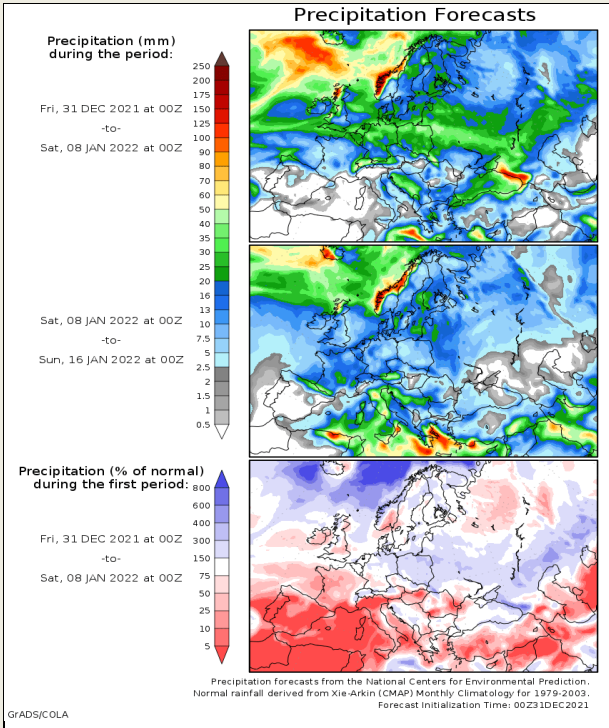 Precipitation Forecasts
Precipitation (mm)
during the period:
Fri, 31 DEC 2021 at 00Z
-to-
Sat, 08 JAN 2022 at 00Z
250
200
175
150
125
100
90
80
70
60
50
40
35
30
25
20
16
13
10
7.5
5
2.5
2
1.5
1
0.5
Sat, 08 JAN 2022 at 00Z
-to-
Sun, 16 JAN 2022 at 00Z
Precipitation (% of normal)
during the first period:
800
600
400
300
150
75
50
25
10
5
Fri, 31 DEC 2021 at 00Z
-to-
Sat, 08 JAN 2022 at 00Z
Precipitation forecasts from the National Centers for Environmental Prediction.
Normal rainfall derived from Xie-Arkin (CMAP) Monthly Climatology for 1979-2003.
Forecast Initialization Time: 00Z31DEC2021
GrADS/COLA